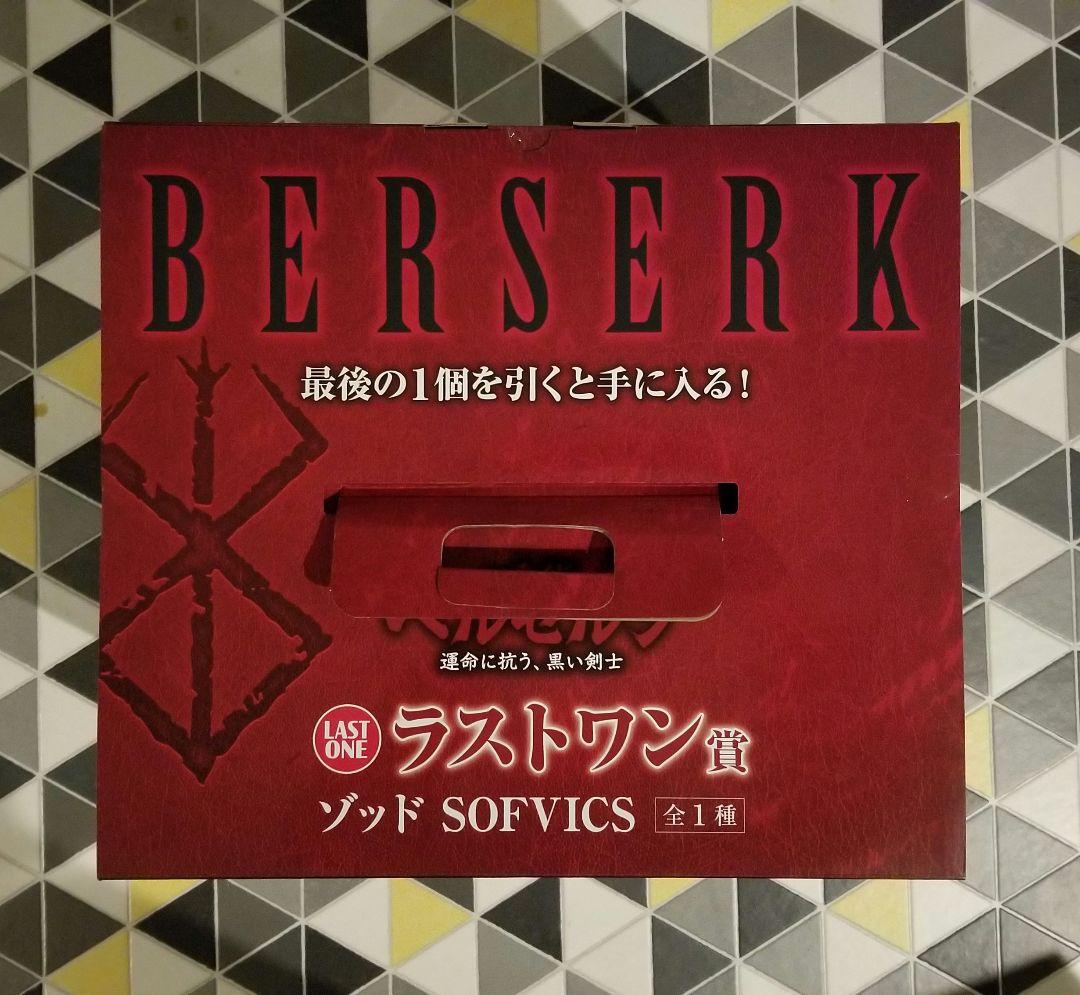 BERSERK
最後の1個を引くと手に入る!
運命に抗う、黒い剣士
LAST
ONE
ラストワン賞
ゾッド SOFVICS 全1種